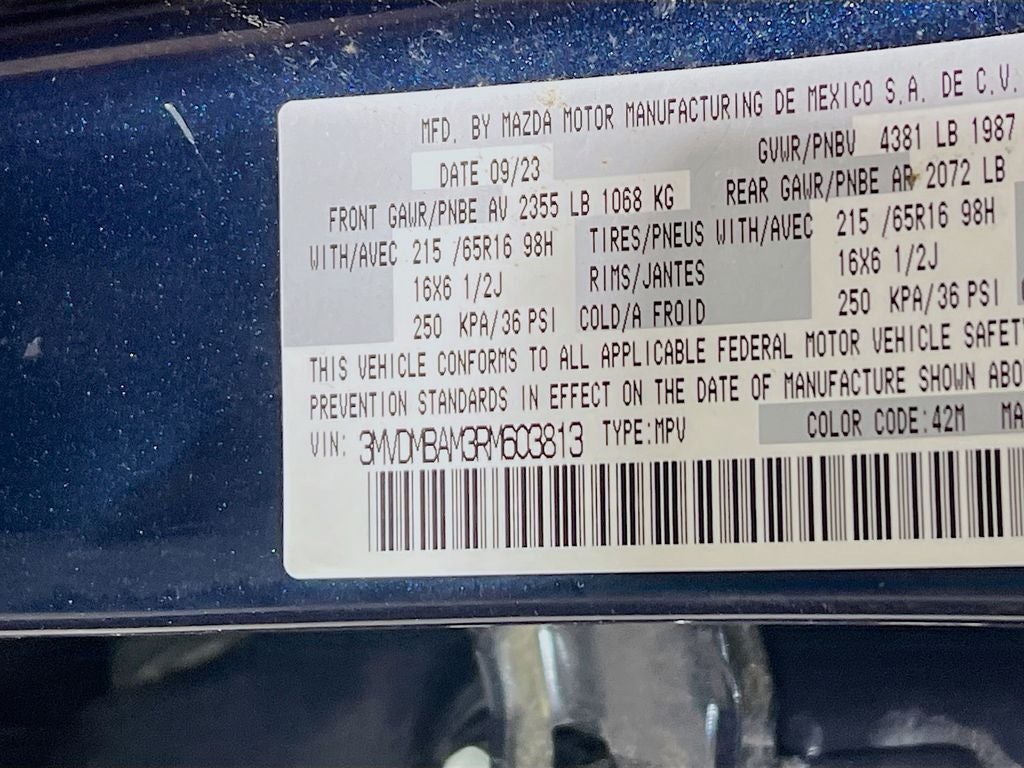 MFD. BY MAZDA MOTOR MANUFACTURING DE MEXICO S.A. DE C.V.
DATE 09/23 GVWR/PNBV 4381 LB 1987
FRONT GAWR/PNBE AV 2355 LB 1068 KG REAR GAWR/PNBE AR 2072 LB
WITH/AVEC 215 /65R16 98H TIRES/PNEUS WITH/AVEC 215 /65R16 98H
16X6 1/2J RIMS/JANTES 16X6 1/2J
250 KPA/36 PSI COLD/A FROID 250 KPA/36 PSI
THIS VEHICLE CONFORMS TO ALL APPLICABLE FEDERAL MOTOR VEHICLE SAFET
PREVENTION STANDARDS IN EFFECT ON THE DATE OF MANUFACTURE SHOWN ABO
VIN: 3MVDMBAM3RM603813 TYPE:MPV COLOR CODE:42M MA